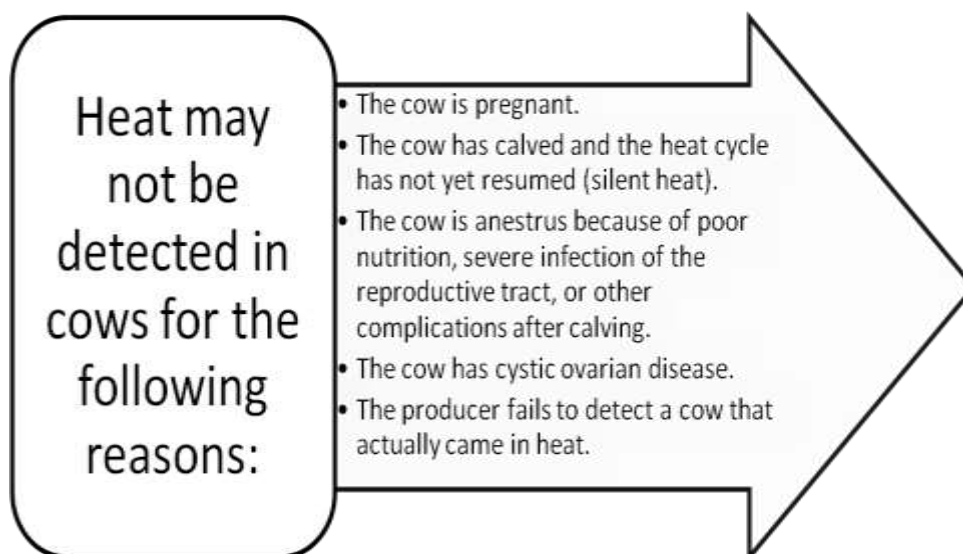 Heat may
not be
detected in
cows for the
following
reasons:
• The cow is pregnant.
• The cow has calved and the heat cycle
has not yet resumed (silent heat).
• The cow is anestrus because of poor
nutrition, severe infection of the
reproductive tract, or other
complications after calving.
• The cow has cystic ovarian disease.
• The producer fails to detect a cow that
actually came in heat.